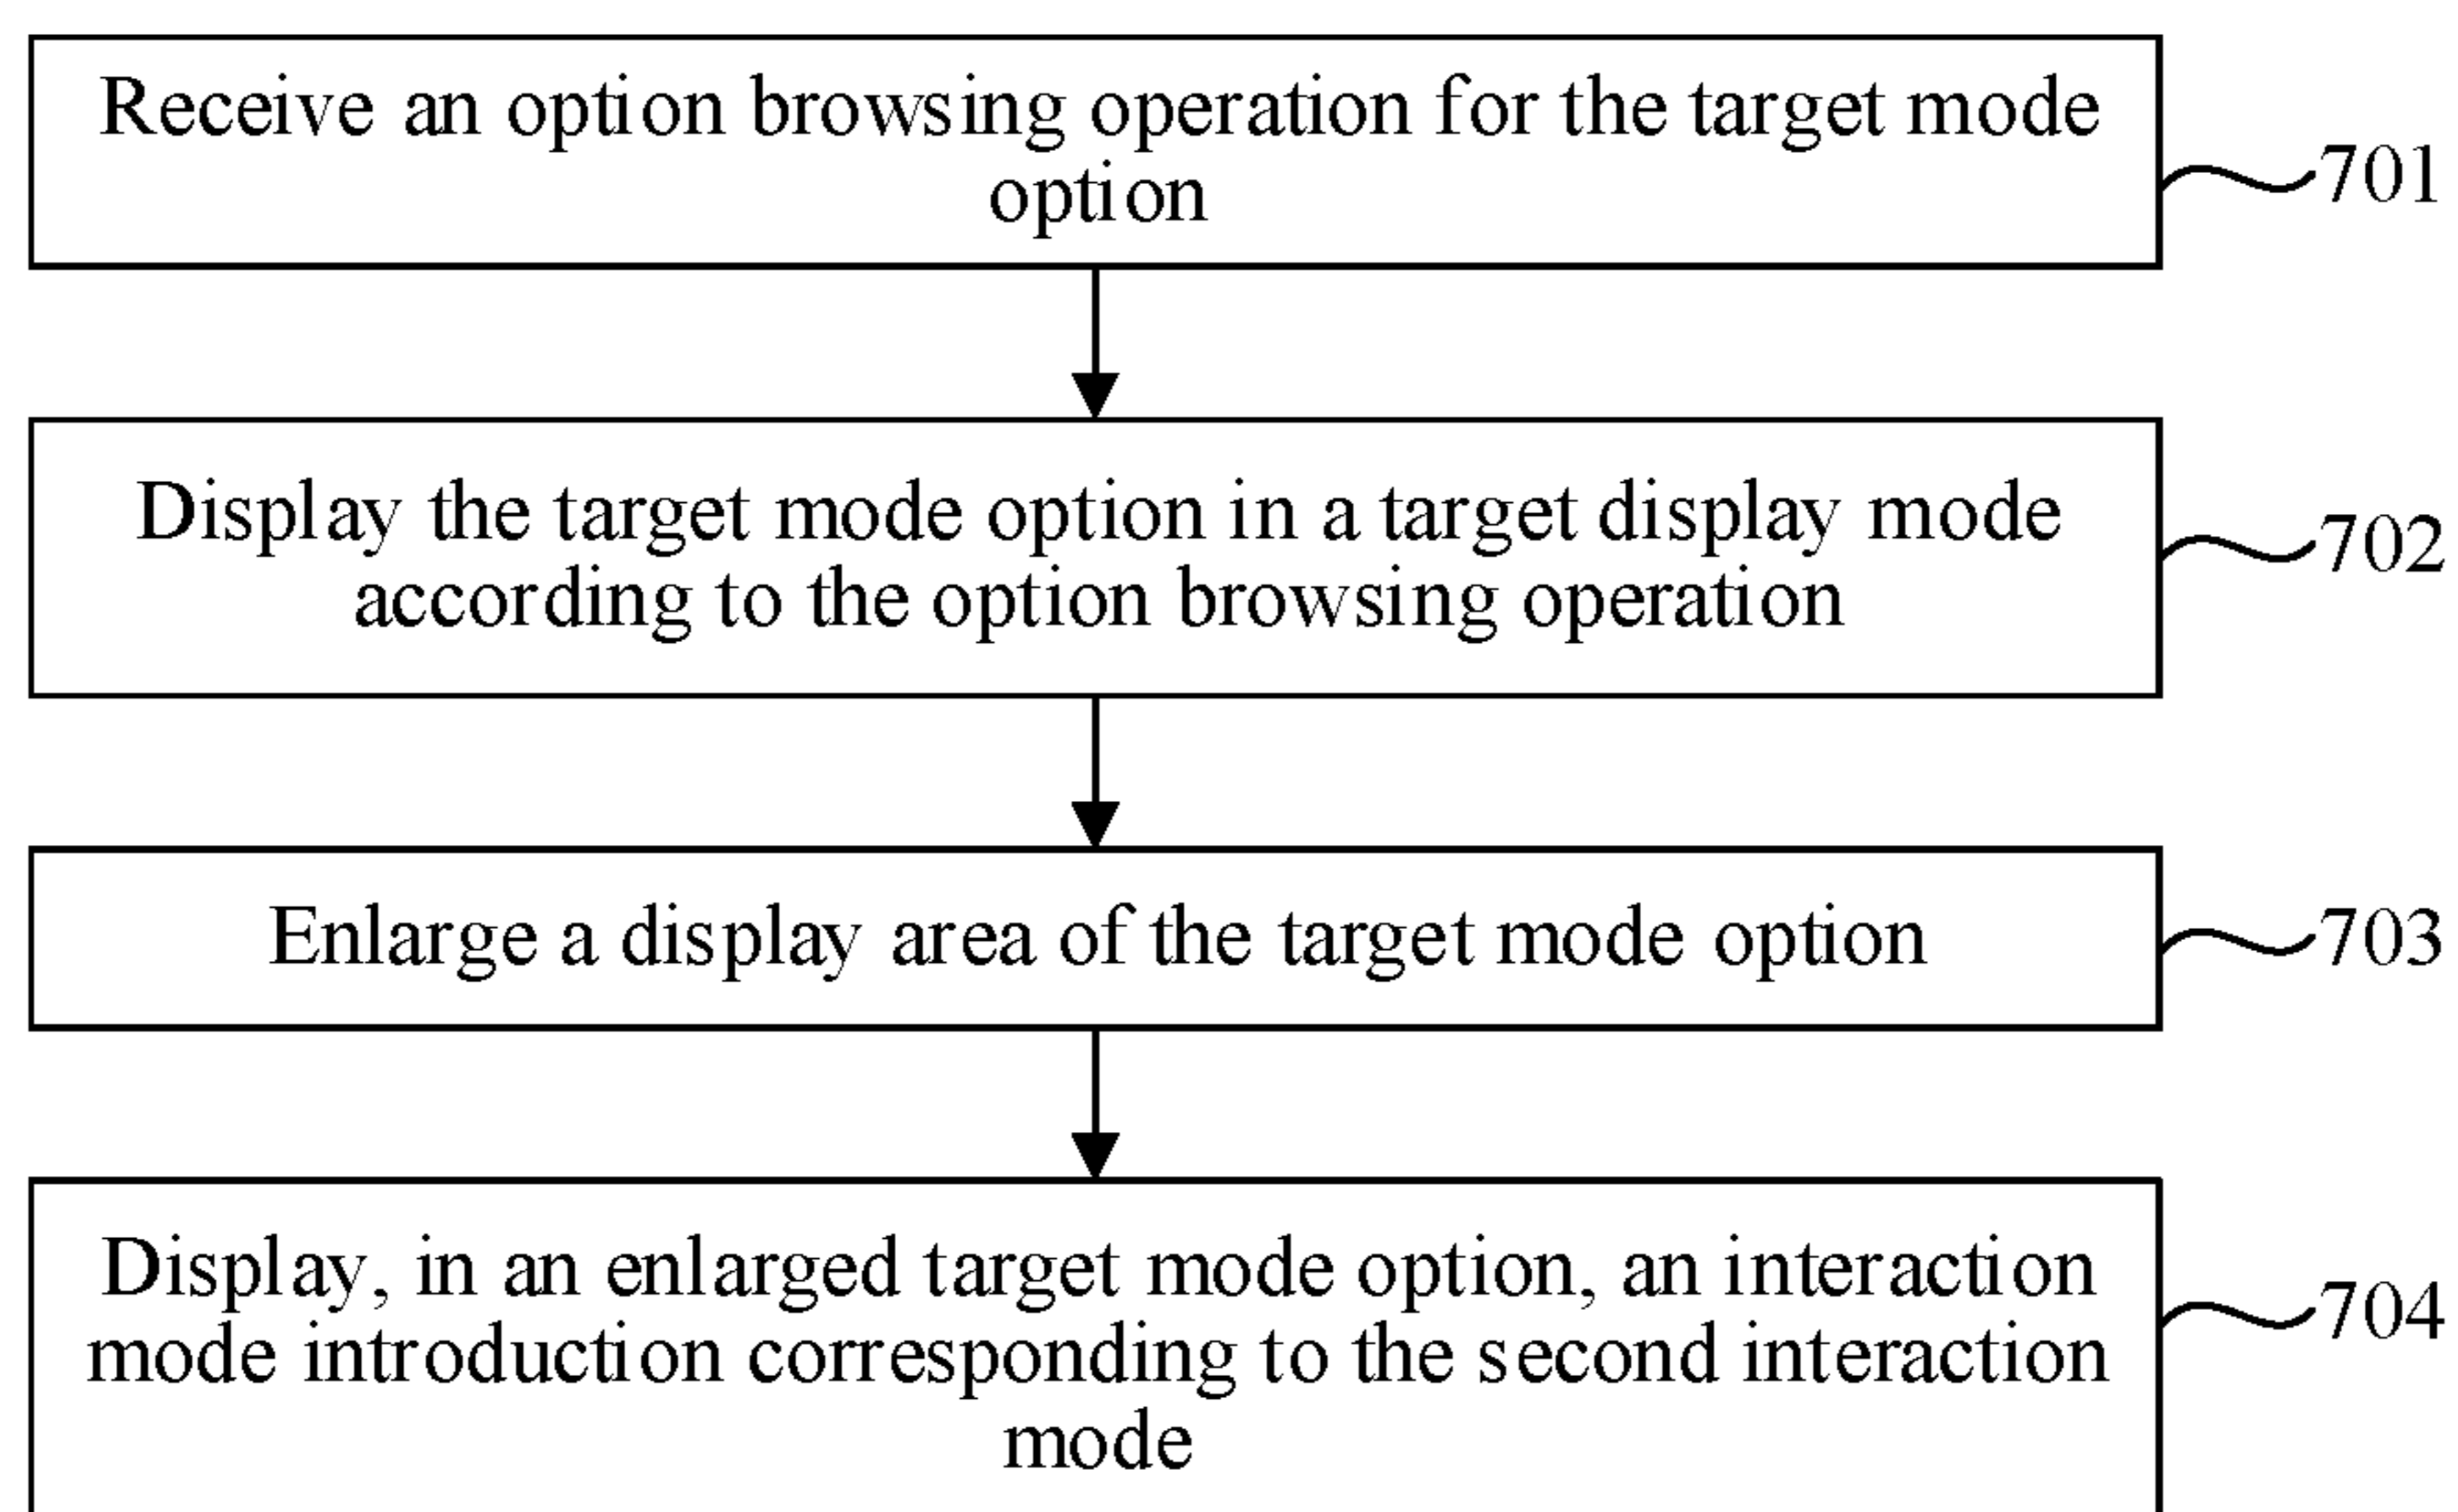 Receive an option browsing operation for the target mode
option
701
Display the target mode option in a target display mode
according to the option browsing operation
702
Enlarge a display area of the target mode option
703
Display, in an enlarged target mode option, an interaction
mode introduction corresponding to the second interaction
mode
704